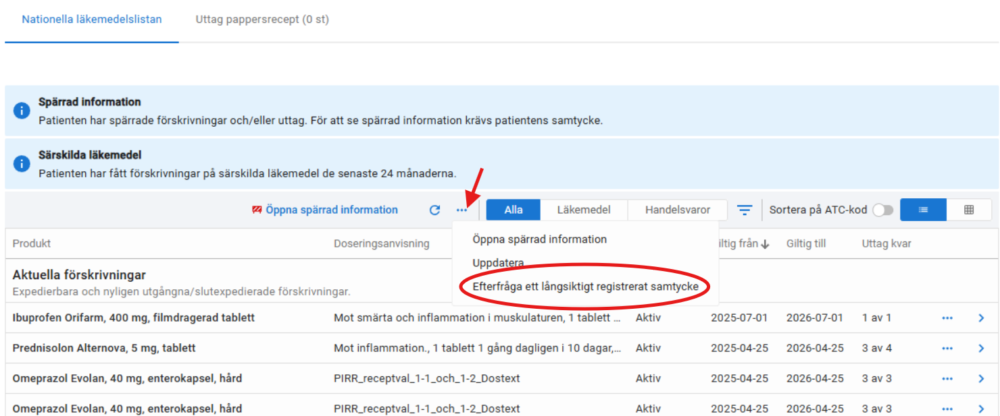 Nationella läkemedelslistan Uttag pappersrecept (0 st)
Spärrad information
Patienten har spärrade förskrivningar och/eller uttag. För att se spärrad information krävs patientens samtycke.
Särskilda läkemedel
Patienten har fått förskrivningar på särskilda läkemedel de senaste 24 månaderna.
Öppna spärrad information Alla Läkemedel Handelsvaror Sortera på ATC-kod
Öppna spärrad information
Uppdatera
Efterfråga ett långsiktigt registrerat samtycke
Produkt Doseringsanvisning iltig från Giltig till Uttag kvar
Aktuella förskrivningar
Expedierbara och nyligen utgångna/slutexpedierade förskrivningar.
Ibuprofen Orifarm, 400 mg, filmdragerad tablett Mot smärta och inflammation i muskulaturen, 1 tablett ... Aktiv 2025-07-01 2026-07-01 1 av 1
Prednisolon Alternova, 5 mg, tablett Mot inflammation., 1 tablett 1 gång dagligen i 10 dagar,... Aktiv 2025-04-25 2026-04-25 3 av 4
Omeprazol Evolan, 40 mg, enterokapsel, hård PIRR_receptval_1-1_och_1-2_Dostext Aktiv 2025-04-25 2026-04-25 3 av 3
Omeprazol Evolan, 40 mg, enterokapsel, hård PIRR_receptval_1-1_och_1-2_Dostext Aktiv 2025-04-25 2026-04-25 3 av 3